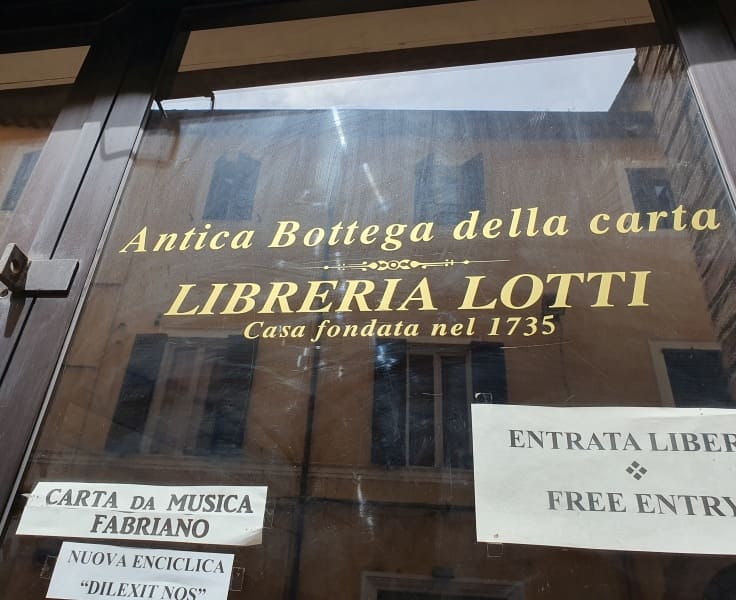 Antica Bottega della carta
LIBRERIA LOTTI
Casa fondata nel 1735
ENTRATA LIBER
FREE ENTRY
CARTA DA MUSICA
FABRIANO
NUOVA ENCICLICA
"DILEXIT NOS"